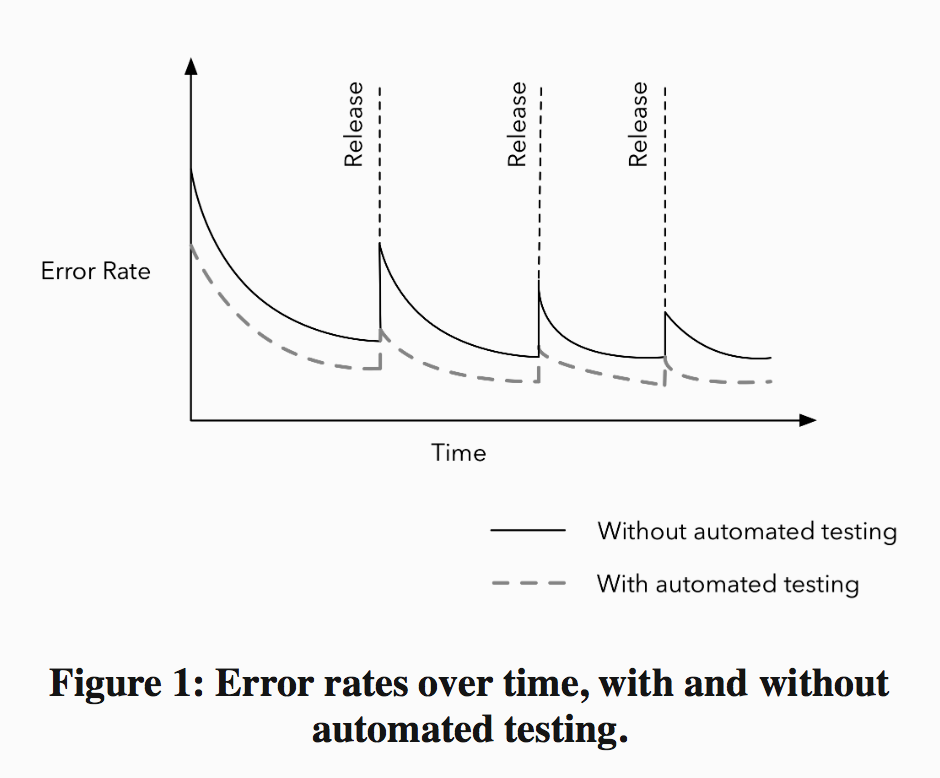 Release
Release
Release
Error Rate
Time
Without automated testing
With automated testing
Figure 1: Error rates over time, with and without
automated testing.